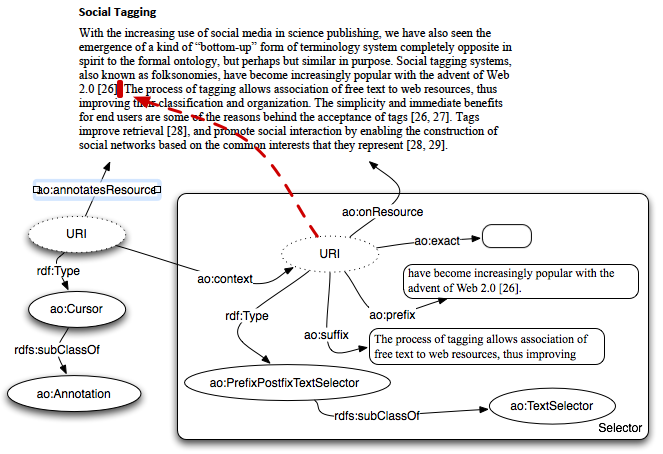 Social Tagging
With the increasing use of social media in science publishing, we have also seen the
emergence of a kind of “bottom-up” form of terminology system completely opposite in
spirit to the formal ontology, but perhaps but similar in purpose. Social tagging systems,
also known as folksonomies, have become increasingly popular with the advent of Web
2.0 [26]. The process of tagging allows association of free text to web resources, thus
improving their classification and organization. The simplicity and immediate benefits
for end users are some of the reasons behind the acceptance of tags [26, 27]. Tags
improve retrieval [28], and promote social interaction by enabling the construction of
social networks based on the common interests that they represent [28, 29].
ao:annotatesResource
ao:onResource
URI
ao:exact
URI
rdf:Type
ao:context
have become increasingly popular with the
advent of Web 2.0 [26].
ao:Cursor
rdf:Type
ao:prefix
ao:suffix
The process of tagging allows association of
free text to web resources, thus improving
rdfs:subClassOf
ao:PrefixPostfixTextSelector
ao:Annotation
rdfs:subClassOf
ao:TextSelector
Selector